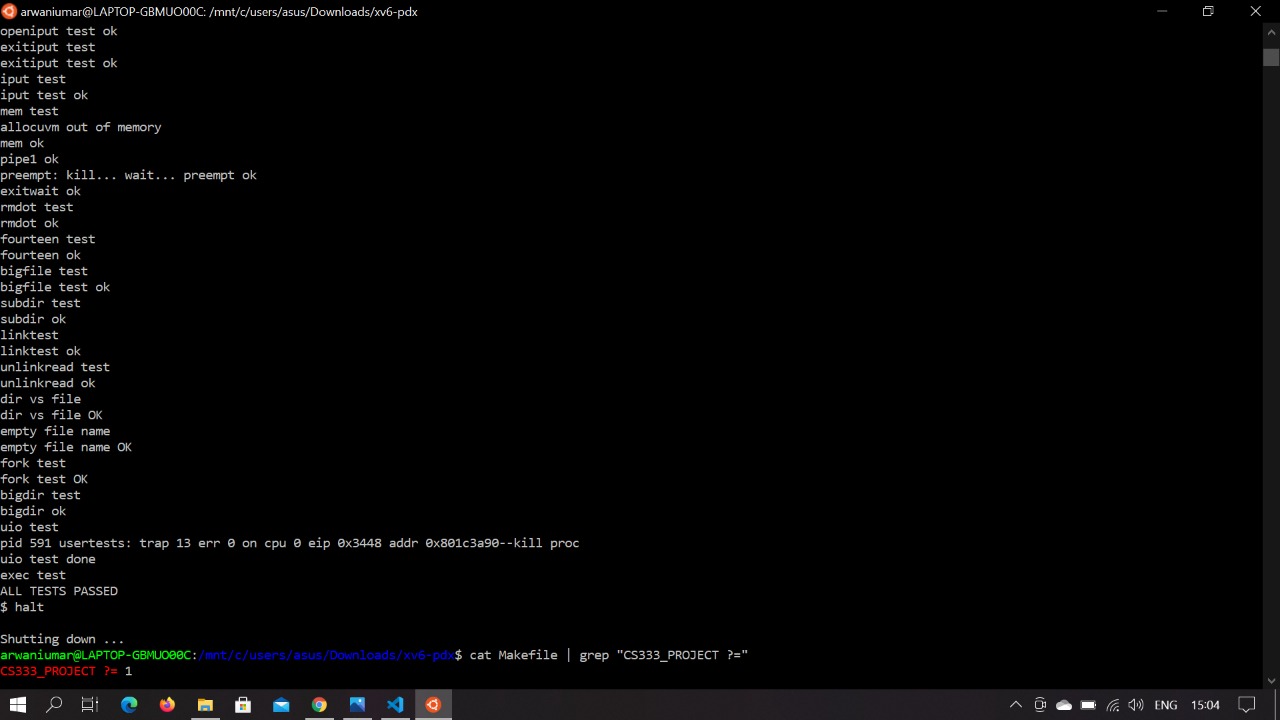 arwaniumar@LAPTOP-GBMUO00C: /mnt/c/users/asus/Downloads/xv6-pdx
openiput test ok
exitiput test
exitiput test ok
iput test
iput test ok
mem test
allocuvm out of memory
mem ok
pipe1 ok
preempt: kill... wait... preempt ok
exitwait ok
rmdot test
rmdot ok
fourteen test
fourteen ok
bigfile test
bigfile test ok
subdir test
subdir ok
linktest
linktest ok
unlinkread test
unlinkread ok
dir vs file
dir vs file OK
empty file name
empty file name OK
fork test
fork test OK
bigdir test
bigdir ok
uio test
pid 591 usertests: trap 13 err 0 on cpu 0 eip 0x3448 addr 0x801c3a90--kill proc
uio test done
exec test
ALL TESTS PASSED
$ halt
Shutting down ...
arwaniumar@LAPTOP-GBMUO00C:/mnt/c/users/asus/Downloads/xv6-pdx$ cat Makefile | grep "CS333_PROJECT ?="
CS333_PROJECT ?= 1
ENG 15:04